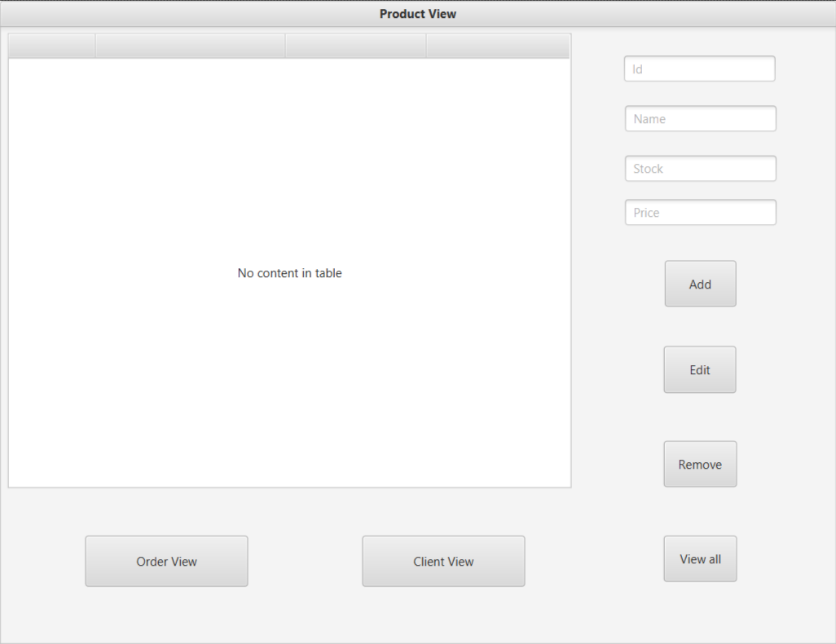 Product View
Id
Name
Stock
Price
No content in table
Add
Edit
Remove
Order View
Client View
View all